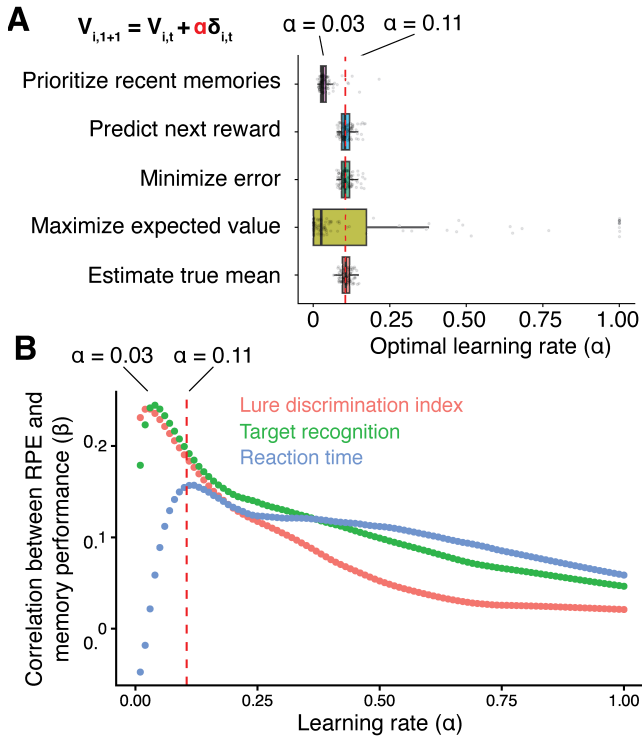 A
V i,1+1 = V i,t + αδ i,t
α = 0.03 α = 0.11
Prioritize recent memories
Predict next reward
Minimize error
Maximize expected value
Estimate true mean
0 0.25 0.50 0.75 1.00
Optimal learning rate (α)
B
α = 0.03 α = 0.11
Lure discrimination index
Target recognition
Reaction time
Correlation between RPE and
memory performance (β)
0.2
0.1
0.
0.00 0.25 0.50 0.75 1.00
Learning rate (α)